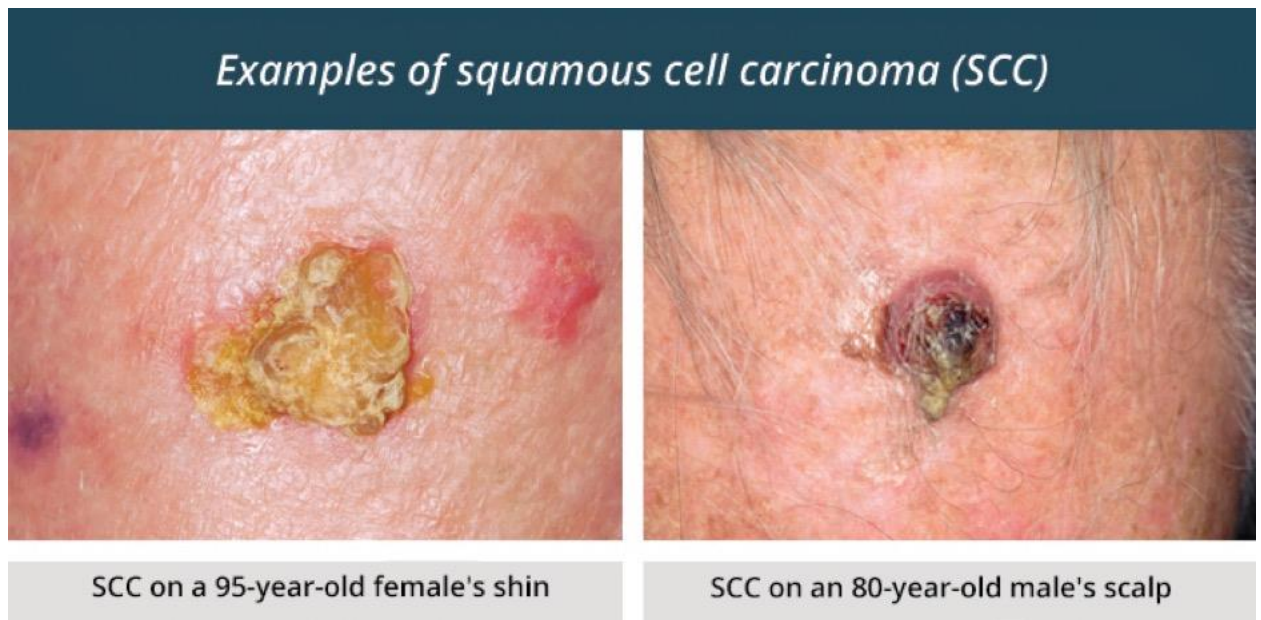 Examples of squamous cell carcinoma (SCC)
SCC on a 95-year-old female's shin
SCC on an 80-year-old male's scalp